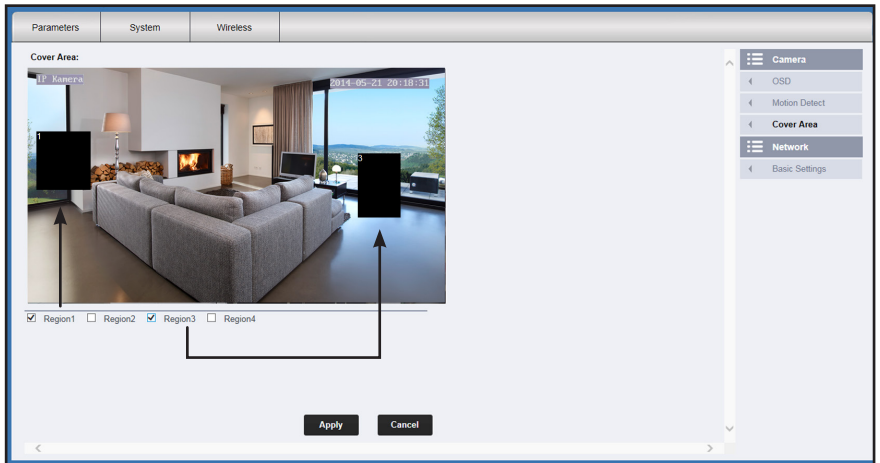 Parameters System Wireless
Cover Area:
IP Kamera 2014-05-21 20:18:31
1
3
Region1 Region2 Region3 Region4
Apply Cancel
Camera
OSD
Motion Detect
Cover Area
Network
Basic Settings